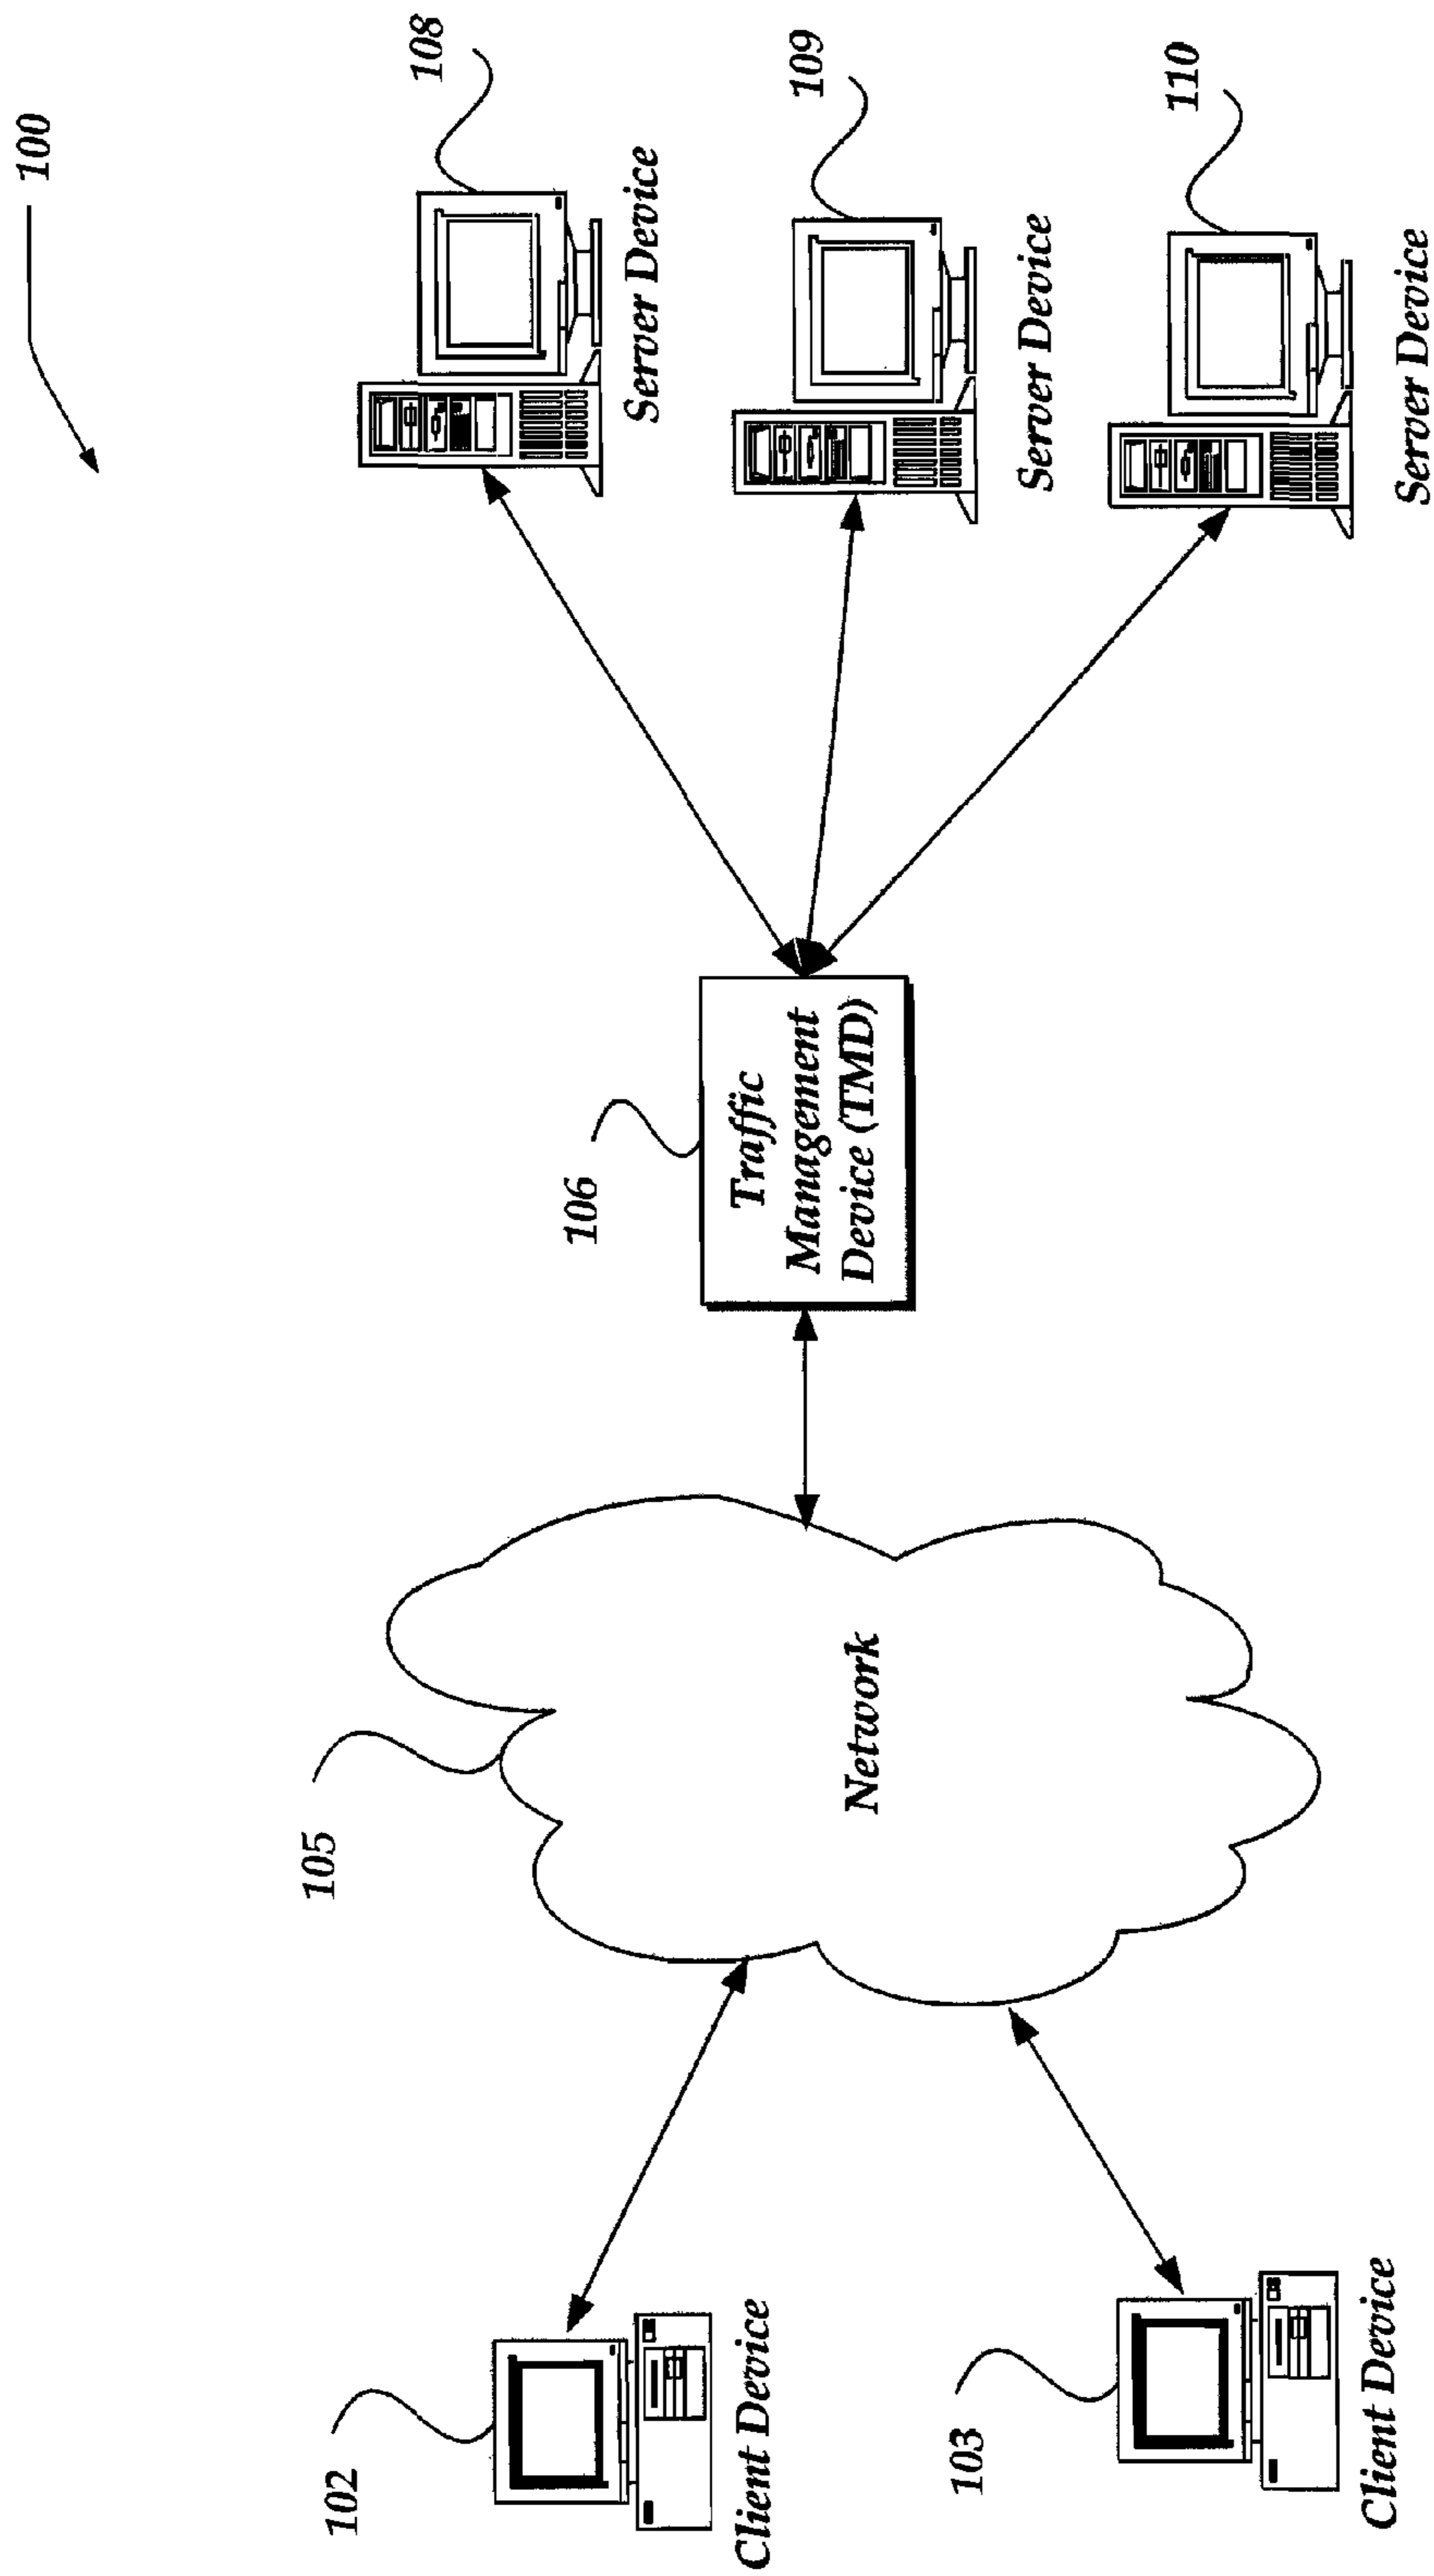 100
108
Server Device
109
Server Device
110
Server Device
106
Traffic
Management
Device (TMD)
105
Network
102
Client Device
103
Client Device